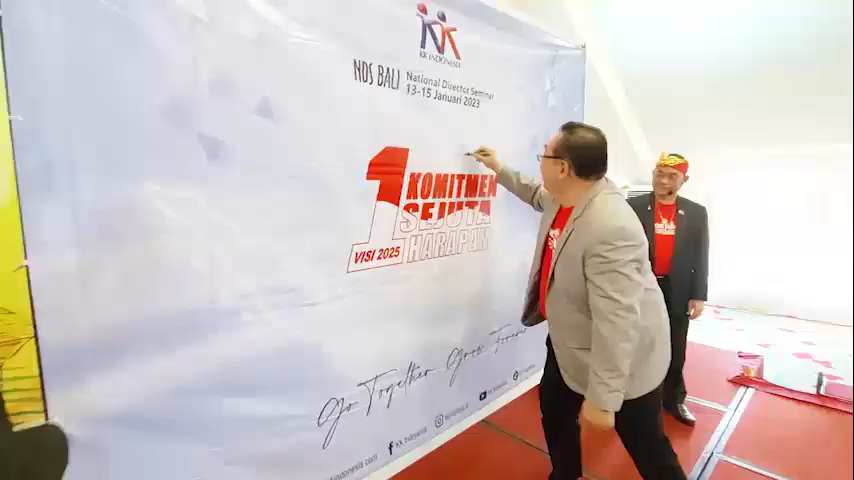 KK INDONESIA
NDS BALI
National Director Seminar
13-15 Januari 2023
1 KOMITMEN
SEJUTA
HARAPAN
VISI 2025
Go Together Grow Forever
KK Indonesia